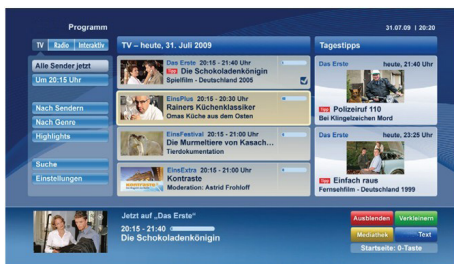 Programm
31.07.09 | 20:20
TV Radio Interaktiv
Alle Sender jetzt
Um 20:15 Uhr
Nach Sendern
Nach Genre
Highlights
Suche
Einstellungen
TV – heute, 31. Juli 2009
Das Erste 20:15 - 21:40 Uhr
Tipp Die Schokoladenkönigin
Spielfilm - Deutschland 2005
EinsPlus 20:15 - 20:30 Uhr
Rainers Küchenklassiker
Omas Küche aus dem Osten
EinsFestival 20:15 - 21:00 Uhr
Die Murmeltiere von Kasach...
Tierdokumentation
kontraste
EinsExtra 20:15 - 21:00 Uhr
Kontraste
Moderation: Astrid Frohloff
Tagestipps
Das Erste heute, 21:40 Uhr
Tipp Polizeiruf 110
Bei Klingelzeichen Mord
Das Erste heute, 23:25 Uhr
Tipp Einfach raus
Fernsehfilm - Deutschland 1999
Jetzt auf „Das Erste“
20:15 - 21:40
Die Schokoladenkönigin
Ausblenden Verkleinern
Mediathek Text
Startseite: 0-Taste